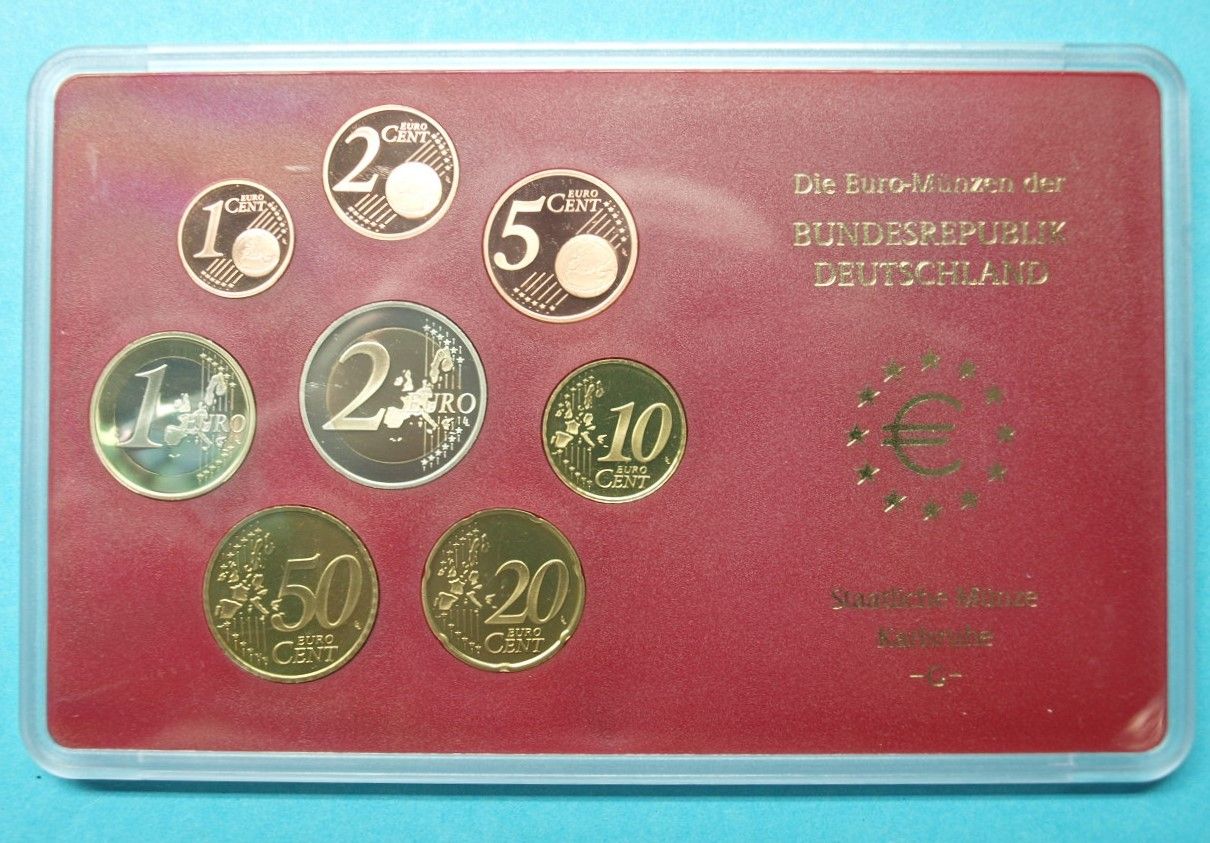 2 EURO CENT
1 EURO CENT
5 EURO CENT
1 EURO
2 EURO
10 EURO CENT
50 EURO CENT
20 EURO CENT
Die Euro-Münzen der
BUNDESREPUBLIK
DEUTSCHLAND
€
Staatliche Münze
Karlsruhe
-G-